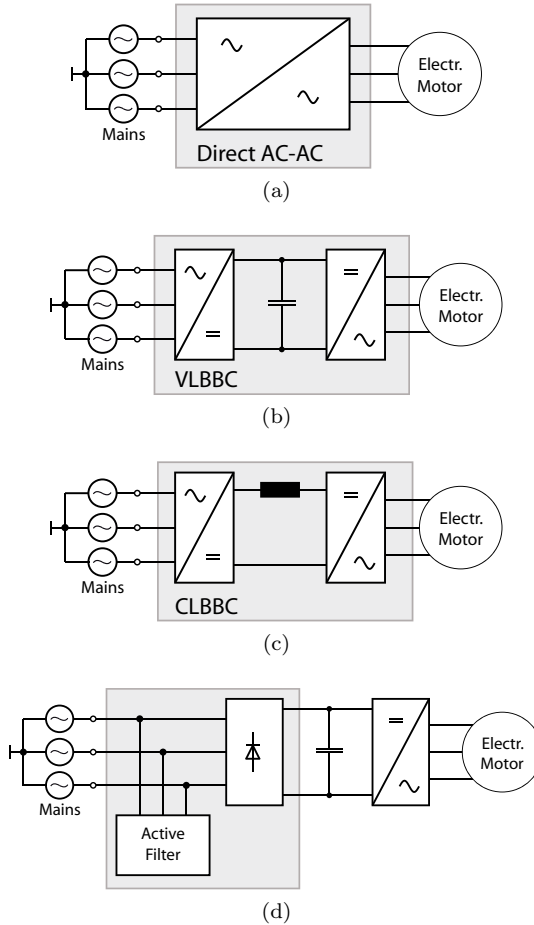 Electr.
Motor
Mains
Direct AC-AC
(a)
Electr.
Motor
Mains
VLBBC
(b)
Electr.
Motor
Mains
CLBBC
(c)
Electr.
Motor
Mains
Active
Filter
(d)